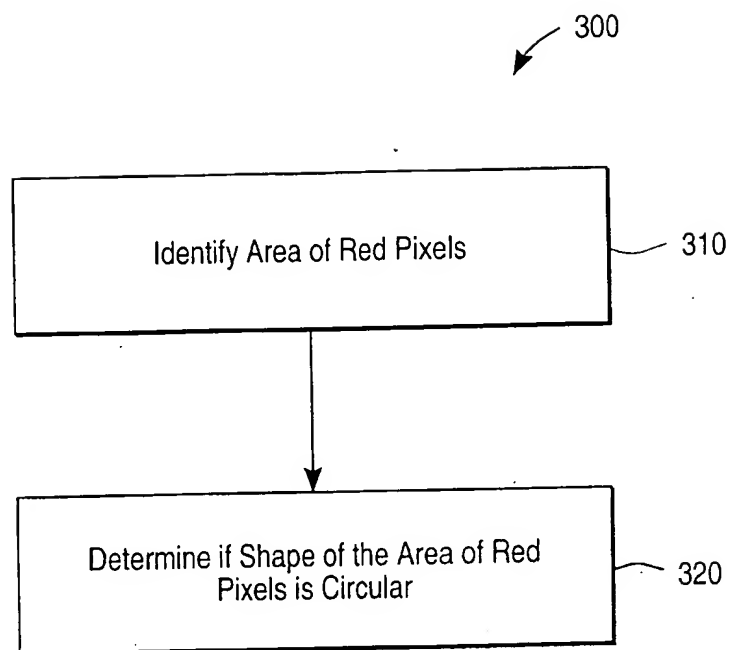 300
Identify Area of Red Pixels
310
Determine if Shape of the Area of Red
Pixels is Circular
320